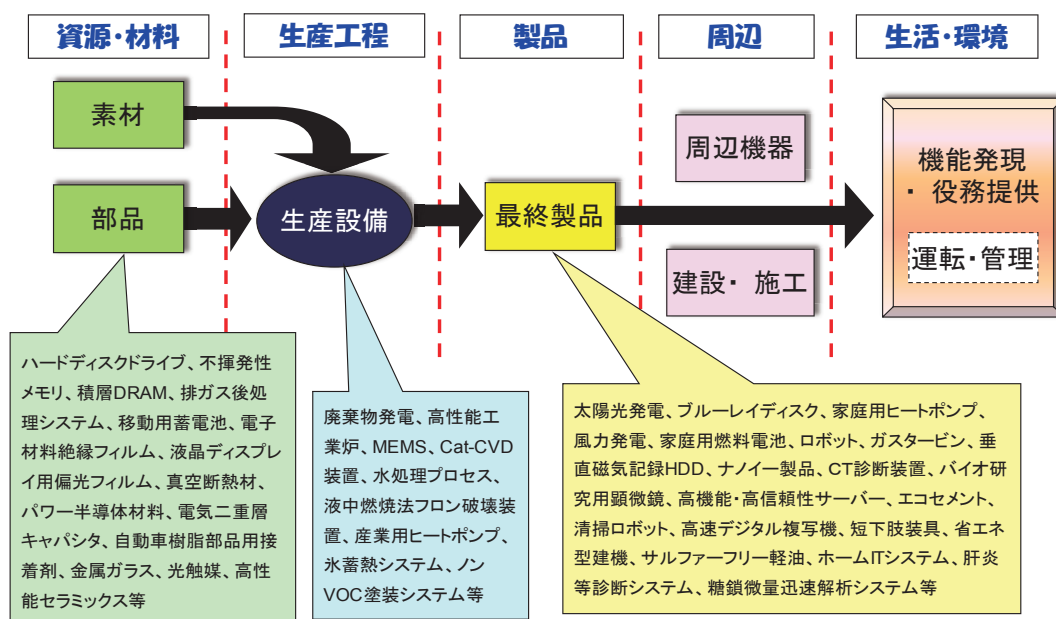 資源・材料
生産工程
製品
周辺
生活・環境
素材
部品
生産設備
最終製品
周辺機器
建設・ 施工
機能発現
・ 役務提供
運転・管理
ハードディスクドライブ、不揮発性
メモリ、積層DRAM、排ガス後処
理システム、移動用蓄電池、電子
材料絶縁フィルム、液晶ディスプレ
イ用偏光フィルム、真空断熱材、
パワー半導体材料、電気二重層
キャパシタ、自動車樹脂部品用接
着剤、金属ガラス、光触媒、高性
能セラミックス等
廃棄物発電、高性能工
業炉、MEMS、Cat-CVD
装置、水処理プロセス、
液中燃焼法フロン破壊装
置、産業用ヒートポンプ、
氷蓄熱システム、ノン
VOC塗装システム等
太陽光発電、ブルーレイディスク、家庭用ヒートポンプ、
風力発電、家庭用燃料電池、ロボット、ガスタービン、垂
直磁気記録HDD、ナノイー製品、CT診断装置、バイオ研
究用顕微鏡、高機能・高信頼性サーバー、エコセメント、
清掃ロボット、高速デジタル複写機、短下肢装具、省エネ
型建機、サルファーフリー軽油、ホームITシステム、肝炎
等診断システム、糖鎖微量迅速解析システム等